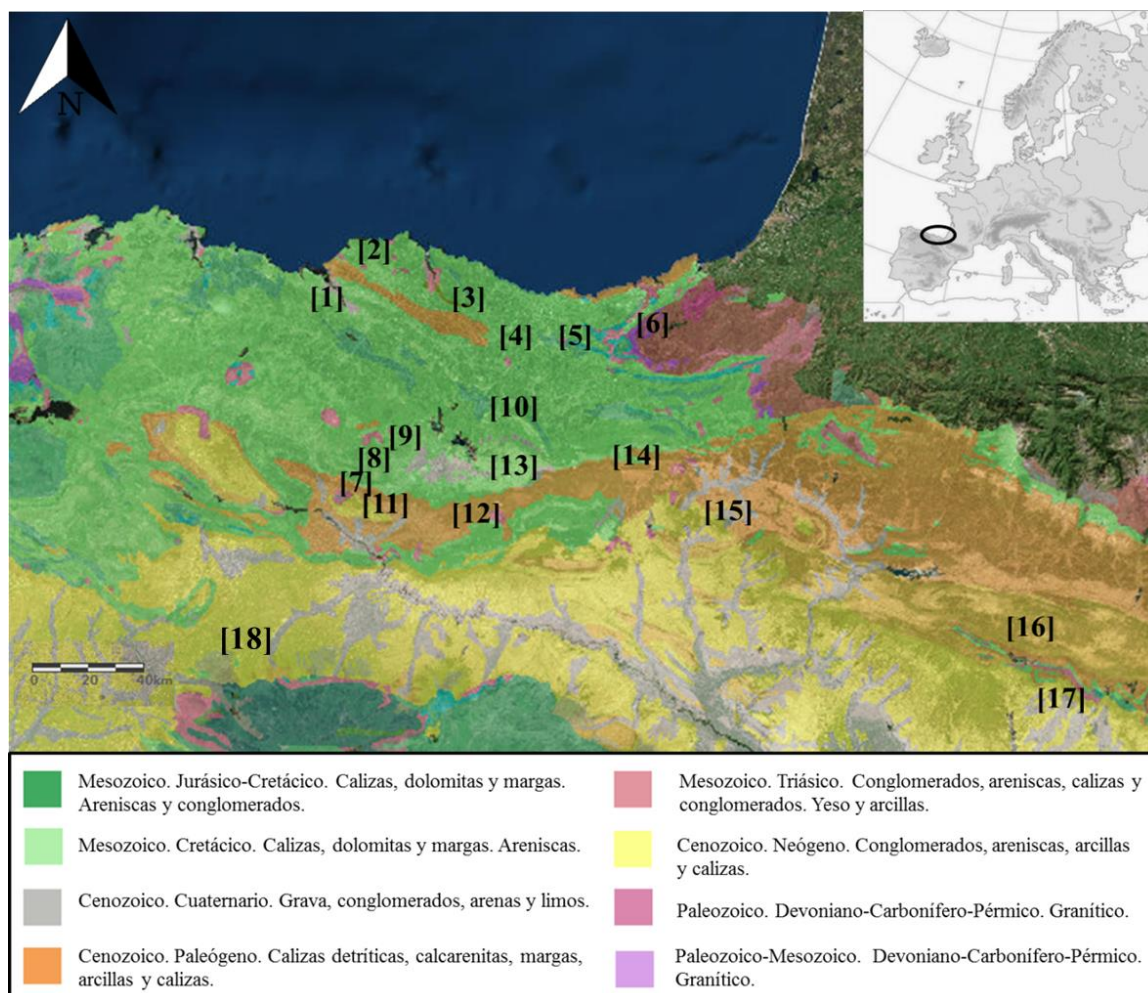 N
[2]
[1]
[3]
[4]
[5]
[6]
[10]
[9]
[8]
[13]
[14]
[7]
[11]
[12]
[15]
[18]
[16]
[17]
0 20 40km
Mesozoico. Jurásico-Cretácico. Calizas, dolomitas y margas.
Areniscas y conglomerados.
Mesozoico. Cretácico. Calizas, dolomitas y margas. Areniscas.
Cenozoico. Cuaternario. Grava, conglomerados, arenas y limos.
Cenozoico. Paleógeno. Calizas detríticas, calcarenitas, margas,
arcillas y calizas.
Mesozoico. Triásico. Conglomerados, areniscas, calizas y
conglomerados. Yeso y arcillas.
Cenozoico. Neógeno. Conglomerados, areniscas, arcillas
y calizas.
Paleozoico. Devoniano-Carbonífero-Pérmico. Granítico.
Paleozoico-Mesozoico. Devoniano-Carbonífero-Pérmico.
Granítico.